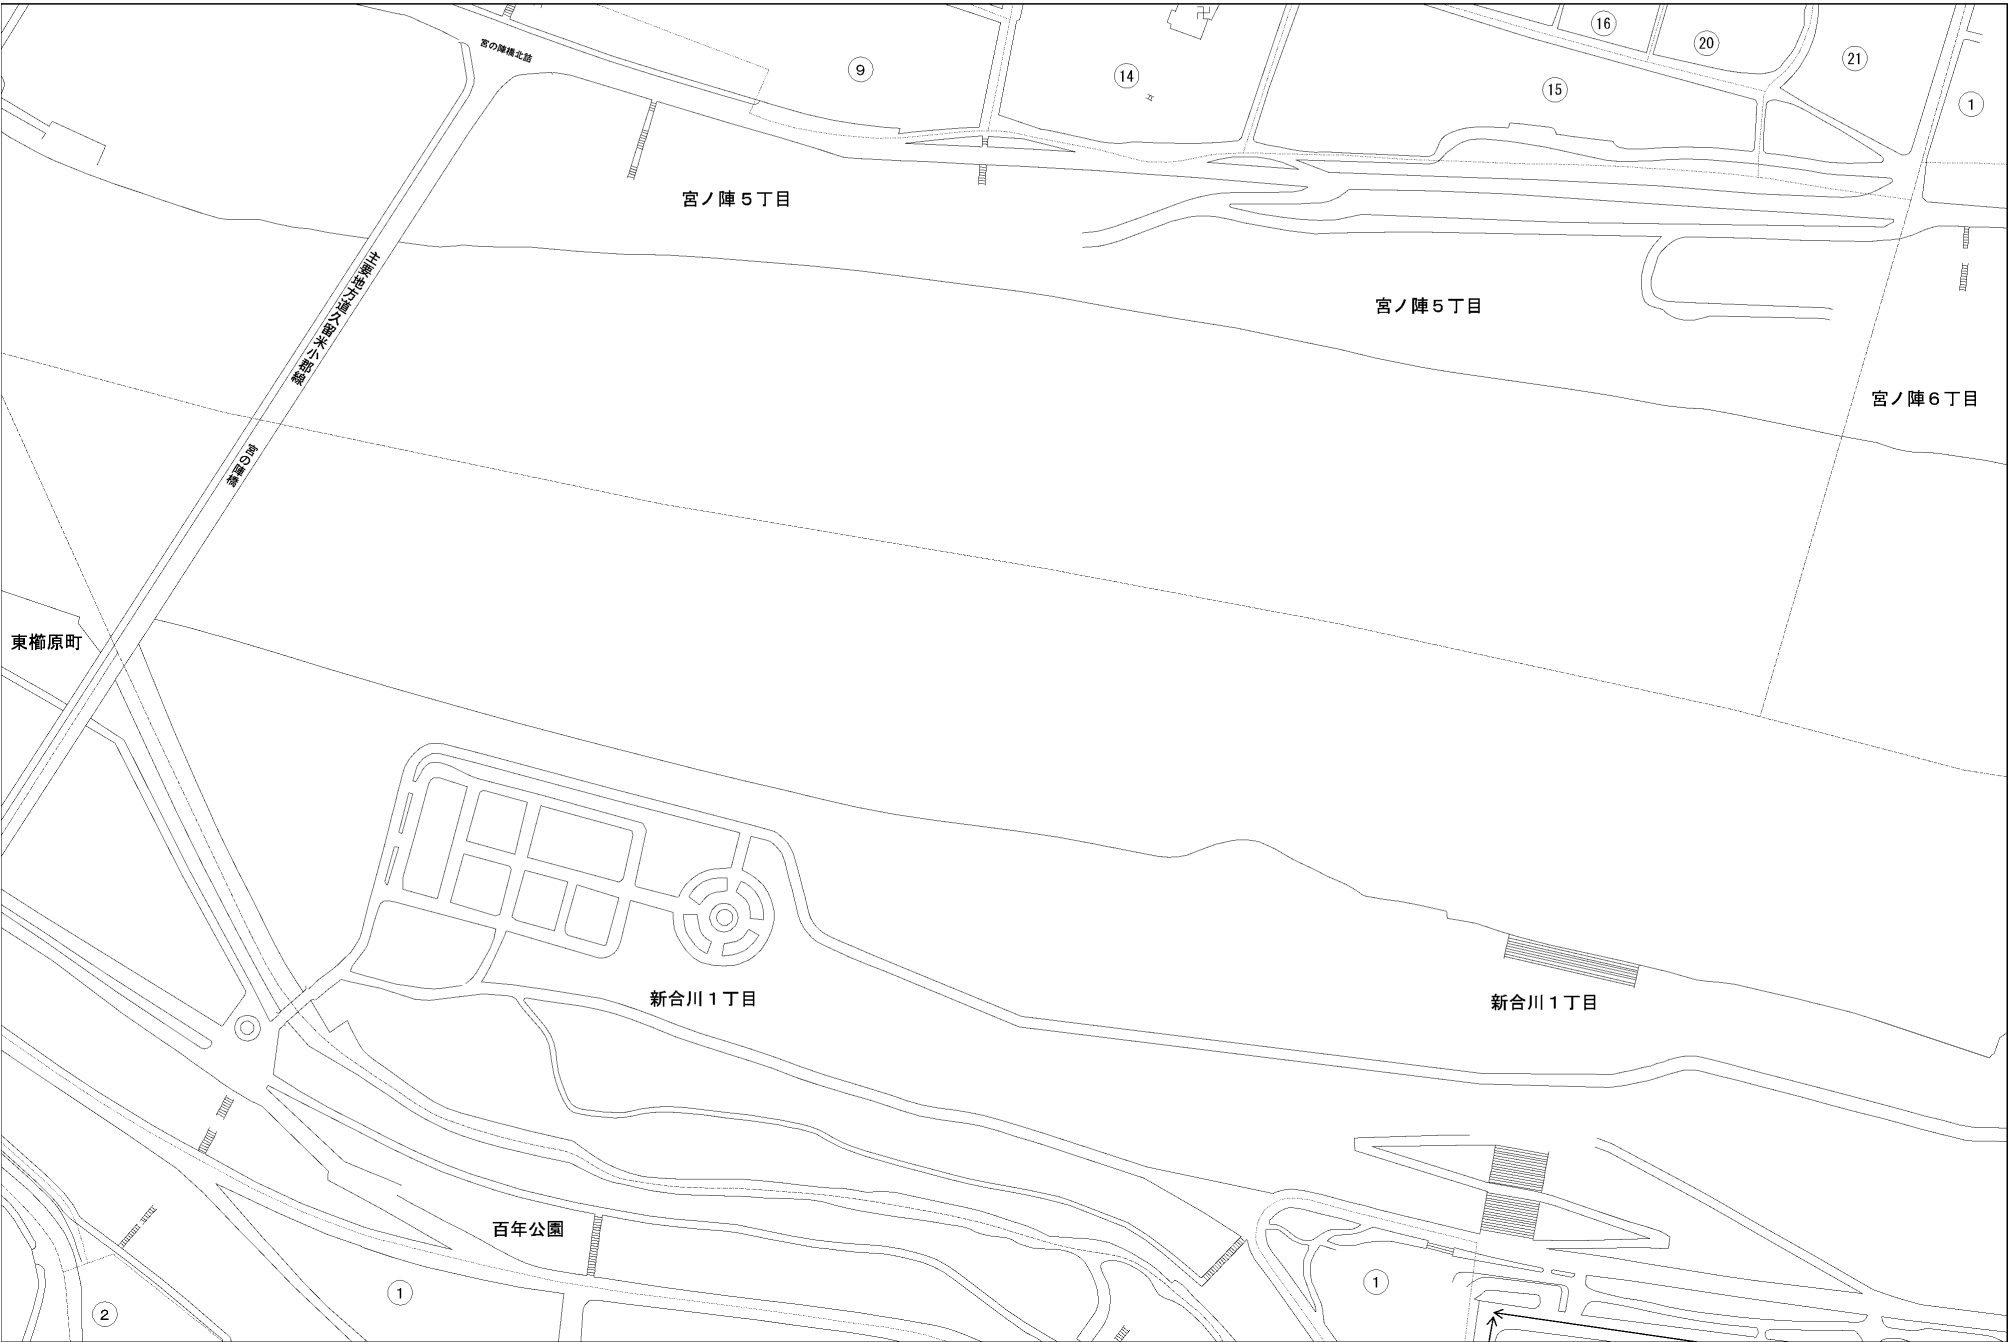 宮の陣橋北詰
16
20
21
9
14
15
1
宮ノ陣５丁目
主要地方道久留米小郡線
宮ノ陣５丁目
宮ノ陣６丁目
宮の陣橋
東櫛原町
新合川１丁目
新合川１丁目
百年公園
1
1
2